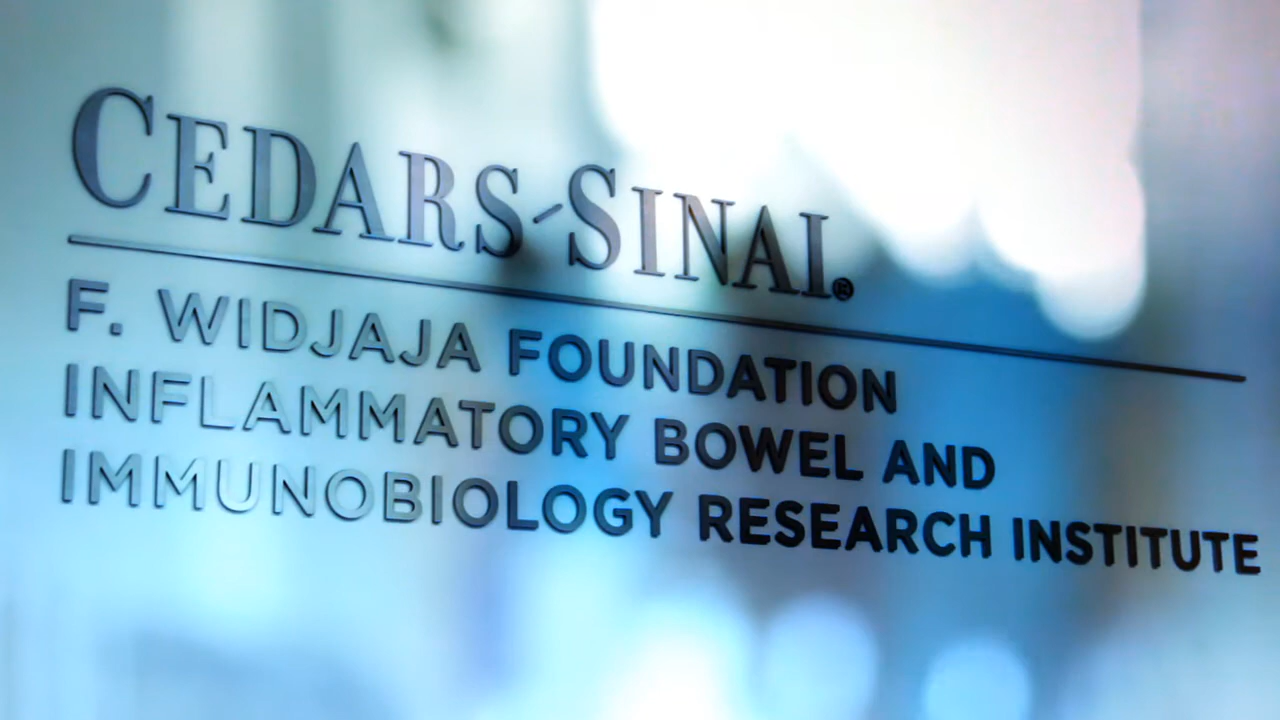 CEDARS-SINAI®
F. WIDJAJA FOUNDATION
INFLAMMATORY BOWEL AND
IMMUNOBIOLOGY RESEARCH INSTITUTE